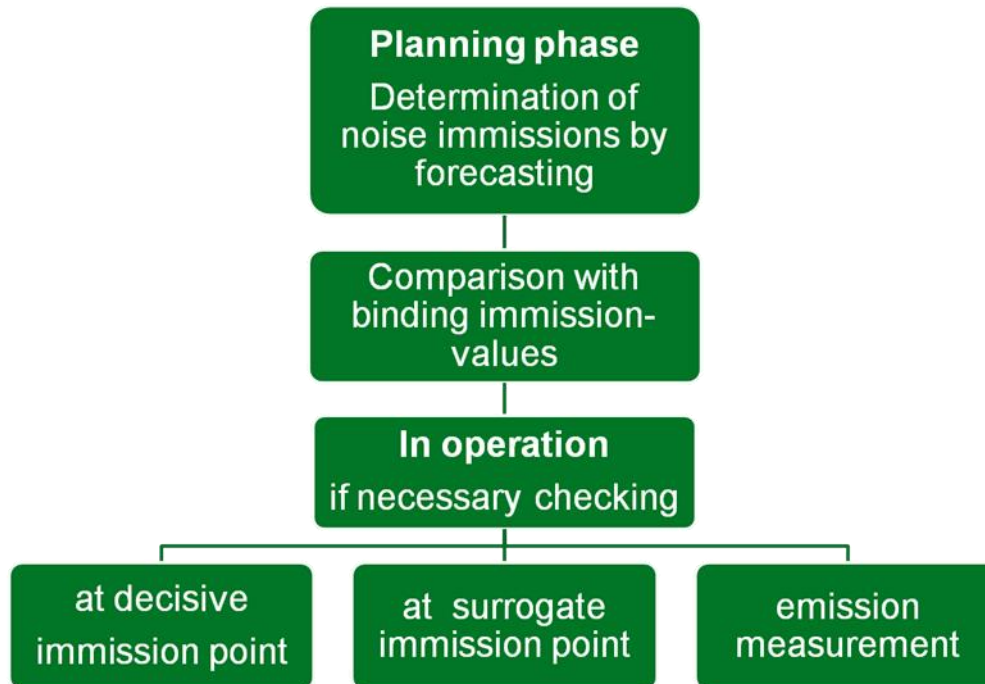 Planning phase
Determination of
noise immissions by
forecasting
Comparison with
binding immission-
values
In operation
if necessary checking
at decisive
immission point
at surrogate
immission point
emission
measurement